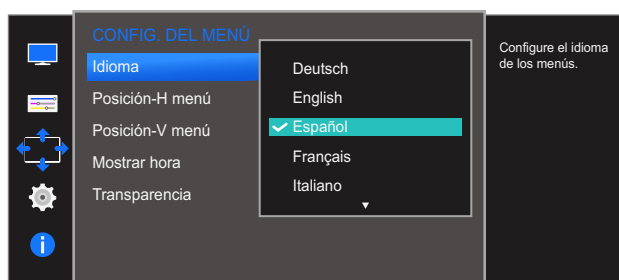 CONFIG. DEL MENÚ
Idioma
Posición-H menú
Posición-V menú
Mostrar hora
Transparencia
Deutsch
English
Español
Français
Italiano
Configure el idioma
de los menús.